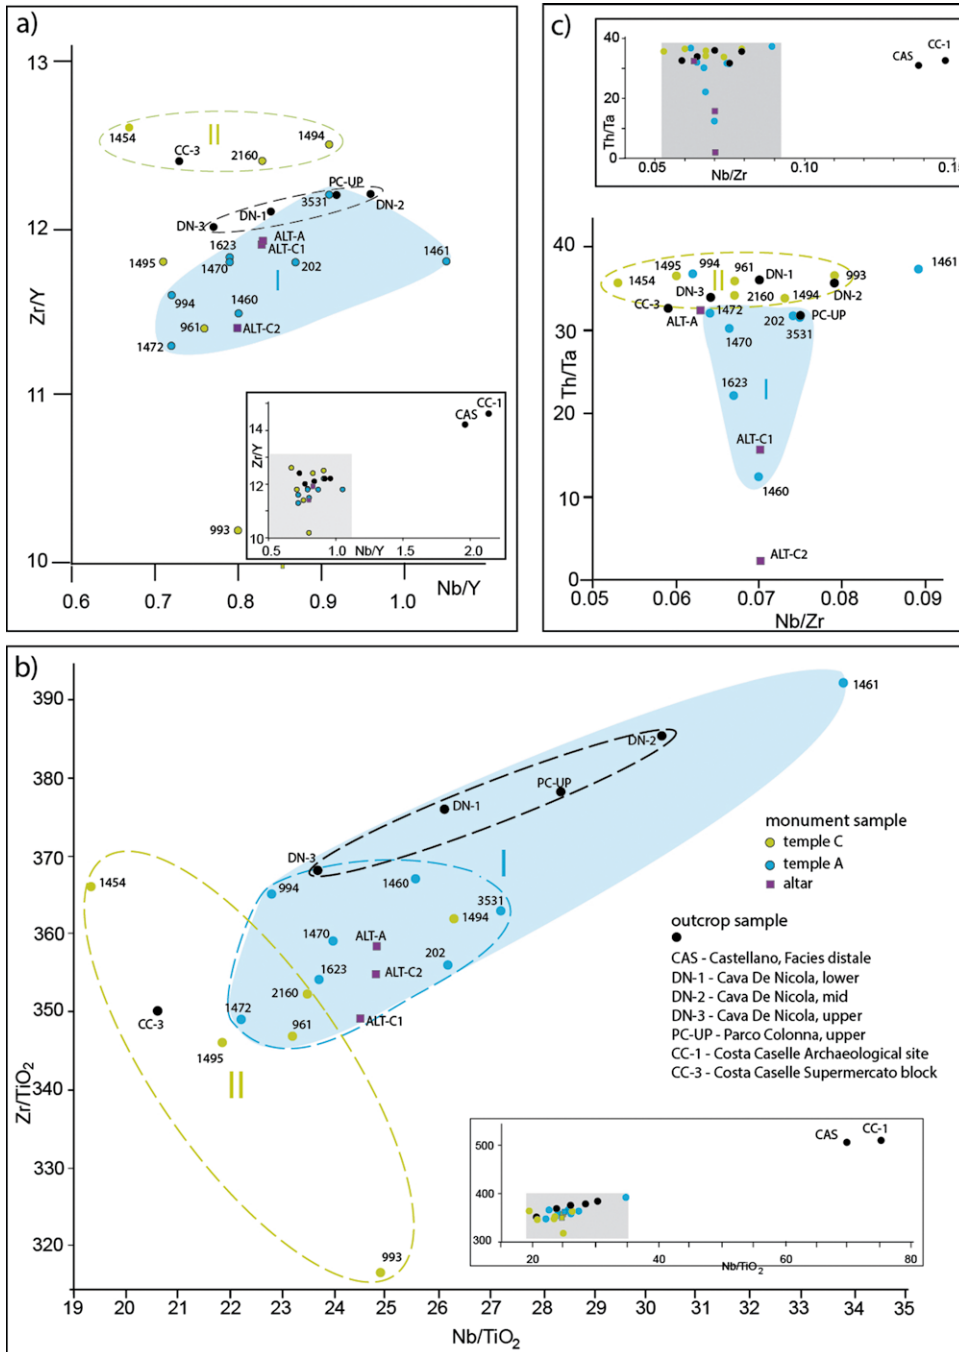 a)
13
12
11
10
Zr/Y
0.6 0.7 0.8 0.9 1.0
Nb/Y
1454
II
1494
CC-3
2160
PC-UP
3531
DN-2
DN-1
DN-3
1623
ALT-A
ALT-C1
1495
1470
I
202
1461
994
1460
961
ALT-C2
1472
993
CC-1
CAS
14
12
10
Zr/Y
0.5 1.0 2.0
Nb/Y
c)
40
20
0
Th/Ta
0.05 0.10 0.15
Nb/Zr
CC-1
CAS
40
30
20
10
0
Th/Ta
0.05 0.06 0.07 0.08 0.09
Nb/Zr
1454
1495
994
II
961
DN-1
993
1461
DN-3
2160
1494
DN-2
CC-3
ALT-A
1472
202
PC-UP
1470
3531
1623
I
ALT-C1
1460
ALT-C2
b)
390
380
370
360
350
340
330
320
Zr/TiO2
19 20 21 22 23 24 25 26 27 28 29 30 31 32 33 34 35
Nb/TiO2
1461
DN-2
PC-UP
DN-1
DN-3
I
1454
994
1460
3531
1494
1470
ALT-A
1623
ALT-C2
202
2160
1472
CC-3
961
ALT-C1
1495
II
993
monument sample
temple C
temple A
altar
outcrop sample
CAS - Castellano, Facies distale
DN-1 - Cava De Nicola, lower
DN-2 - Cava De Nicola, mid
DN-3 - Cava De Nicola, upper
PC-UP - Parco Colonna, upper
CC-1 - Costa Caselle Archaeological site
CC-3 - Costa Caselle Supermercato block
500
400
300
CAS
CC-1
20 40 60 80
Nb/TiO2